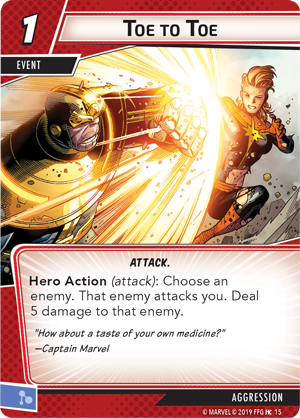 1
TOE TO TOE
EVENT
ATTACK.
Hero Action (attack): Choose an
enemy. That enemy attacks you. Deal
5 damage to that enemy.
"How about a taste of your own medicine?"
—Captain Marvel
AGGRESSION
© MARVEL © 2019 FFG HK 15